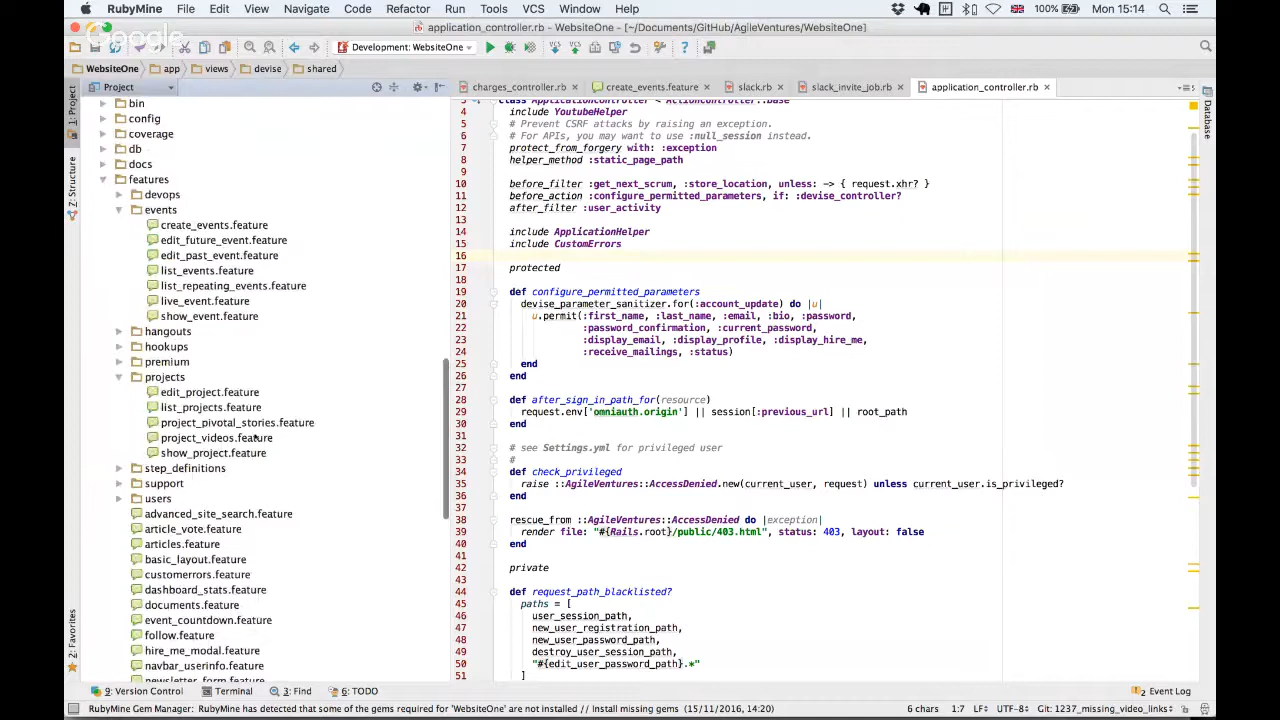 RubyMine File Edit View Navigate Code Refactor Run Tools VCS Window Help 100% Mon 15:14
application_controller.rb - WebsiteOne - [~/Documents/GitHub/AgileVentures/WebsiteOne]
Google
Development: WebsiteOne
WebsiteOne app views devise shared
Project
charges_controller.rb create_events.feature slack.rb slack_invite_job.rb application_controller.rb
1: Project
Z: Structure
2: Favorites
Database
bin
config
coverage
db
docs
features
devops
events
create_events.feature
edit_future_event.feature
edit_past_event.feature
list_events.feature
list_repeating_events.feature
live_event.feature
show_event.feature
hangouts
hookups
premium
projects
edit_project.feature
list_projects.feature
project_pivotal_stories.feature
project_videos.feature
show_project.feature
step_definitions
support
users
advanced_site_search.feature
article_vote.feature
articles.feature
basic_layout.feature
customerrors.feature
dashboard_stats.feature
documents.feature
event_countdown.feature
follow.feature
hire_me_modal.feature
navbar_userinfo.feature
newsletter_form.feature
class ApplicationController < ActionController::Base
4 include YoutubeHelper
5 # Prevent CSRF attacks by raising an exception.
6 # For APIs, you may want to use :null_session instead.
7 protect_from_forgery with: :exception
8 helper_method :static_page_path
9
10 before_filter :get_next_scrum, :store_location, unless: -> { request.xhr? }
11 before_action :configure_permitted_parameters, if: :devise_controller?
12 after_filter :user_activity
13
14 include ApplicationHelper
15 include CustomErrors
16
17 protected
18
19 def configure_permitted_parameters
20 devise_parameter_sanitizer.for(:account_update) do |u|
21 u.permit(:first_name, :last_name, :email, :bio, :password,
22 :password_confirmation, :current_password,
23 :display_email, :display_profile, :display_hire_me,
24 :receive_mailings, :status)
25 end
26 end
27
28 def after_sign_in_path_for(resource)
29 request.env['omniauth.origin'] || session[:previous_url] || root_path
30 end
31
32 # see Settings.yml for privileged user
33 #
34 def check_privileged
35 raise ::AgileVentures::AccessDenied.new(current_user, request) unless current_user.is_privileged?
36 end
37
38 rescue_from ::AgileVentures::AccessDenied do |exception|
39 render file: "#{Rails.root}/public/403.html", status: 403, layout: false
40 end
41
42 private
43
44 def request_path_blacklisted?
45 paths = [
46 user_session_path,
47 new_user_registration_path,
48 new_user_password_path,
49 destroy_user_session_path,
50 "#{edit_user_password_path}.*"
51 ]
9: Version Control Terminal 3: Find 6: TODO 2 Event Log
RubyMine Gem Manager: RubyMine has detected that some of the gems required for 'WebsiteOne' are not installed // Install missing gems (15/11/2016, 14:20) 6 chars 1:7 LF UTF-8 Git: 1237_missing_video_links